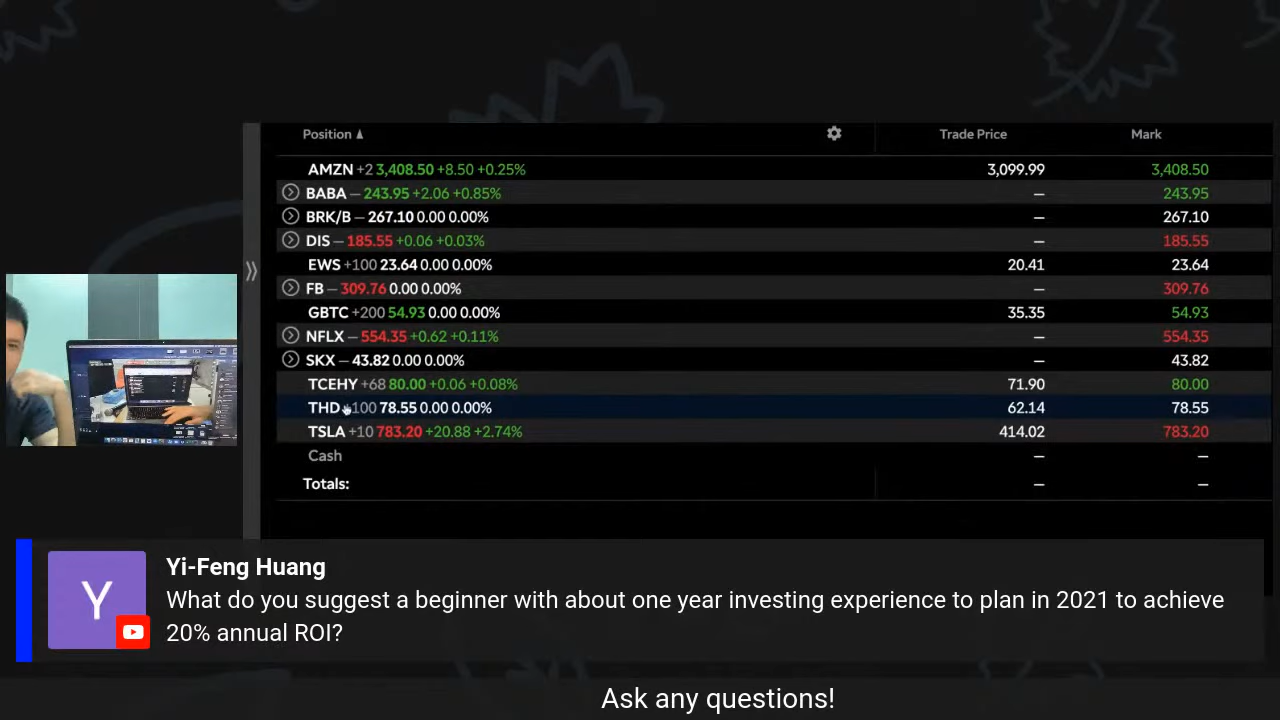 Position Trade Price Mark
AMZN +2 3,408.50 +8.50 +0.25% 3,099.99 3,408.50
BABA — 243.95 +2.06 +0.85% — 243.95
BRK/B — 267.10 0.00 0.00% — 267.10
DIS — 185.55 +0.06 +0.03% — 185.55
EWS +100 23.64 0.00 0.00% 20.41 23.64
FB — 309.76 0.00 0.00% — 309.76
GBTC +200 54.93 0.00 0.00% 35.35 54.93
NFLX — 554.35 +0.62 +0.11% — 554.35
SKX — 43.82 0.00 0.00% — 43.82
TCEHY +68 80.00 +0.06 +0.08% 71.90 80.00
THD +100 78.55 0.00 0.00% 62.14 78.55
TSLA +10 783.20 +20.88 +2.74% 414.02 783.20
Cash — —
Totals: — —
Y
Yi-Feng Huang
What do you suggest a beginner with about one year investing experience to plan in 2021 to achieve
20% annual ROI?
Ask any questions!